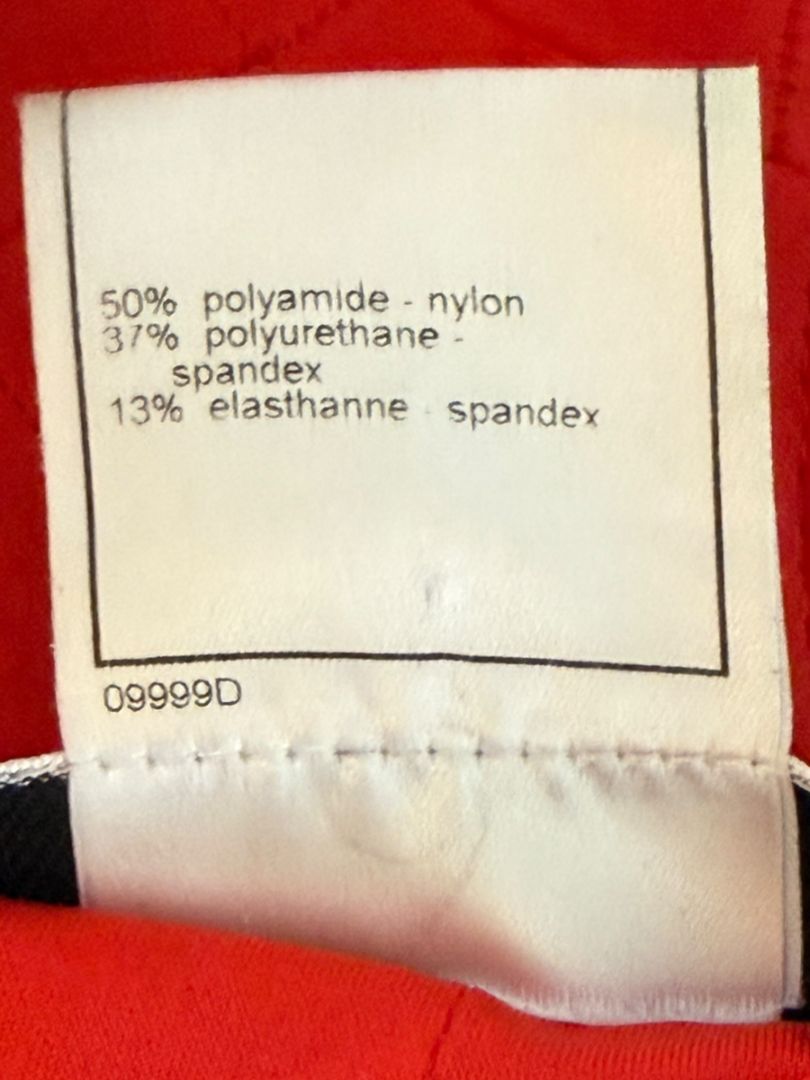 50% polyamide - nylon
37% polyurethane -
spandex
13% elasthanne - spandex
09999D